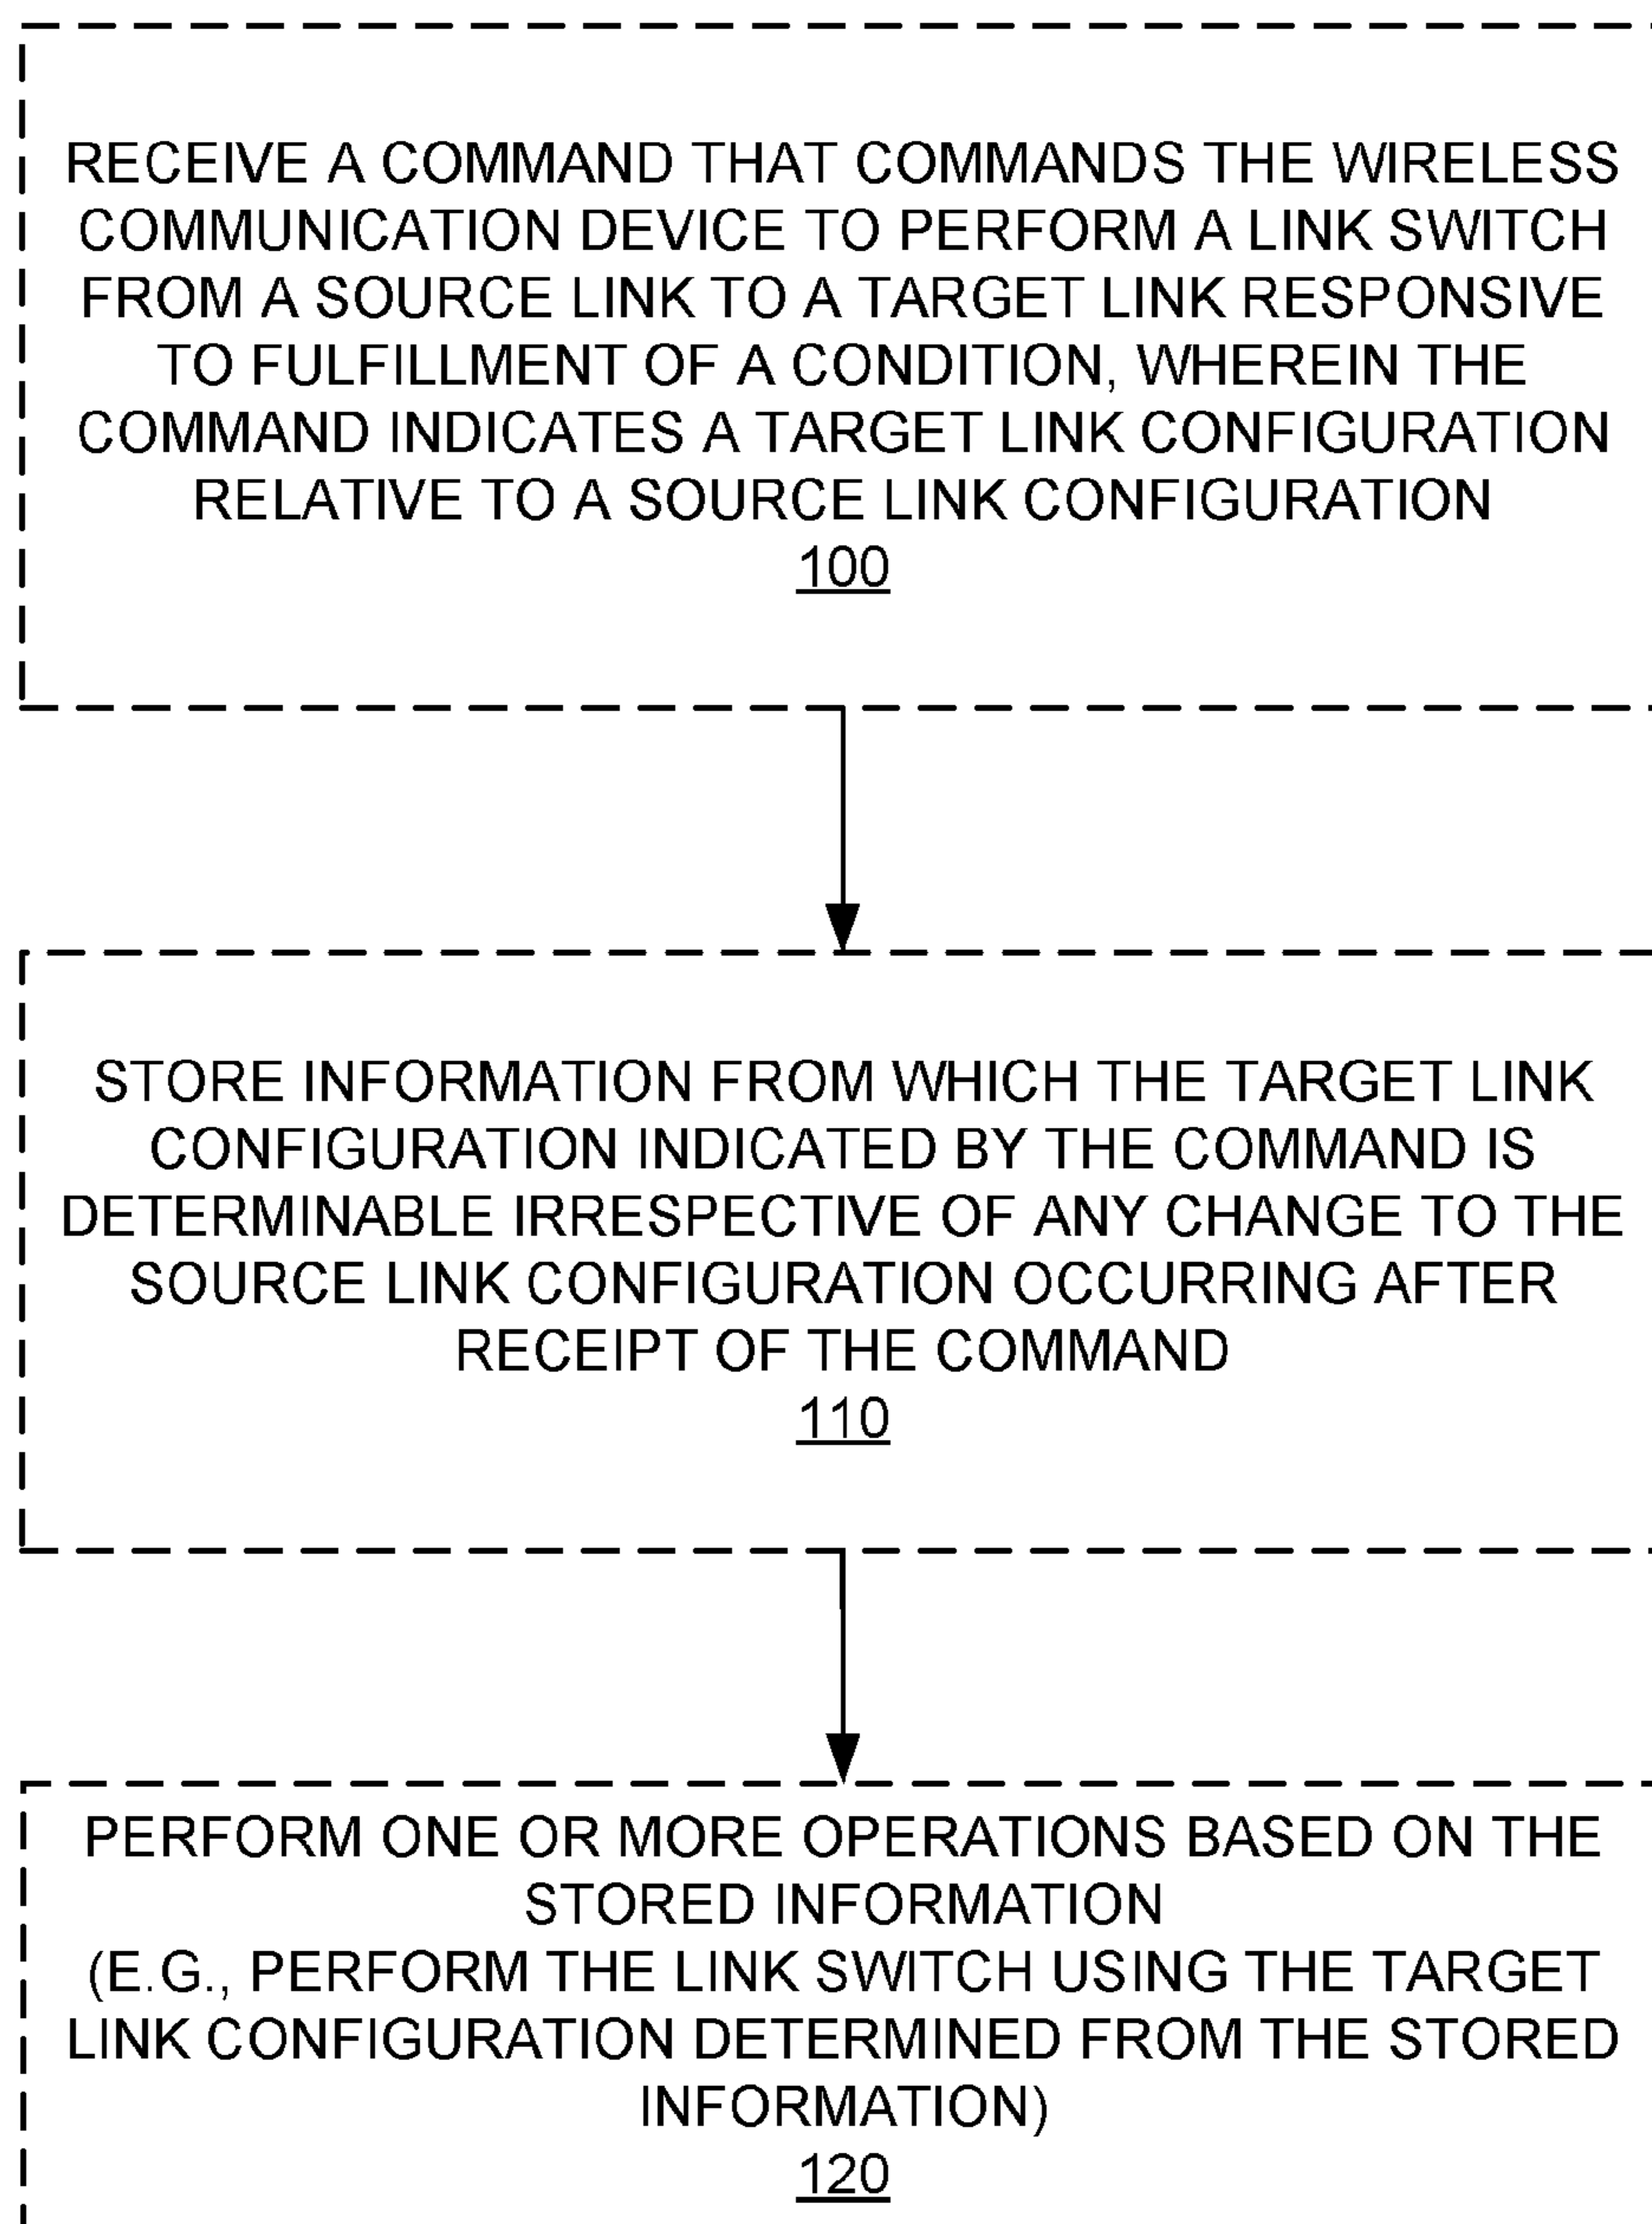 RECEIVE A COMMAND THAT COMMANDS THE WIRELESS
COMMUNICATION DEVICE TO PERFORM A LINK SWITCH
FROM A SOURCE LINK TO A TARGET LINK RESPONSIVE
TO FULFILLMENT OF A CONDITION, WHEREIN THE
COMMAND INDICATES A TARGET LINK CONFIGURATION
RELATIVE TO A SOURCE LINK CONFIGURATION
100
STORE INFORMATION FROM WHICH THE TARGET LINK
CONFIGURATION INDICATED BY THE COMMAND IS
DETERMINABLE IRRESPECTIVE OF ANY CHANGE TO THE
SOURCE LINK CONFIGURATION OCCURRING AFTER
RECEIPT OF THE COMMAND
110
PERFORM ONE OR MORE OPERATIONS BASED ON THE
STORED INFORMATION
(E.G., PERFORM THE LINK SWITCH USING THE TARGET
LINK CONFIGURATION DETERMINED FROM THE STORED
INFORMATION)
120